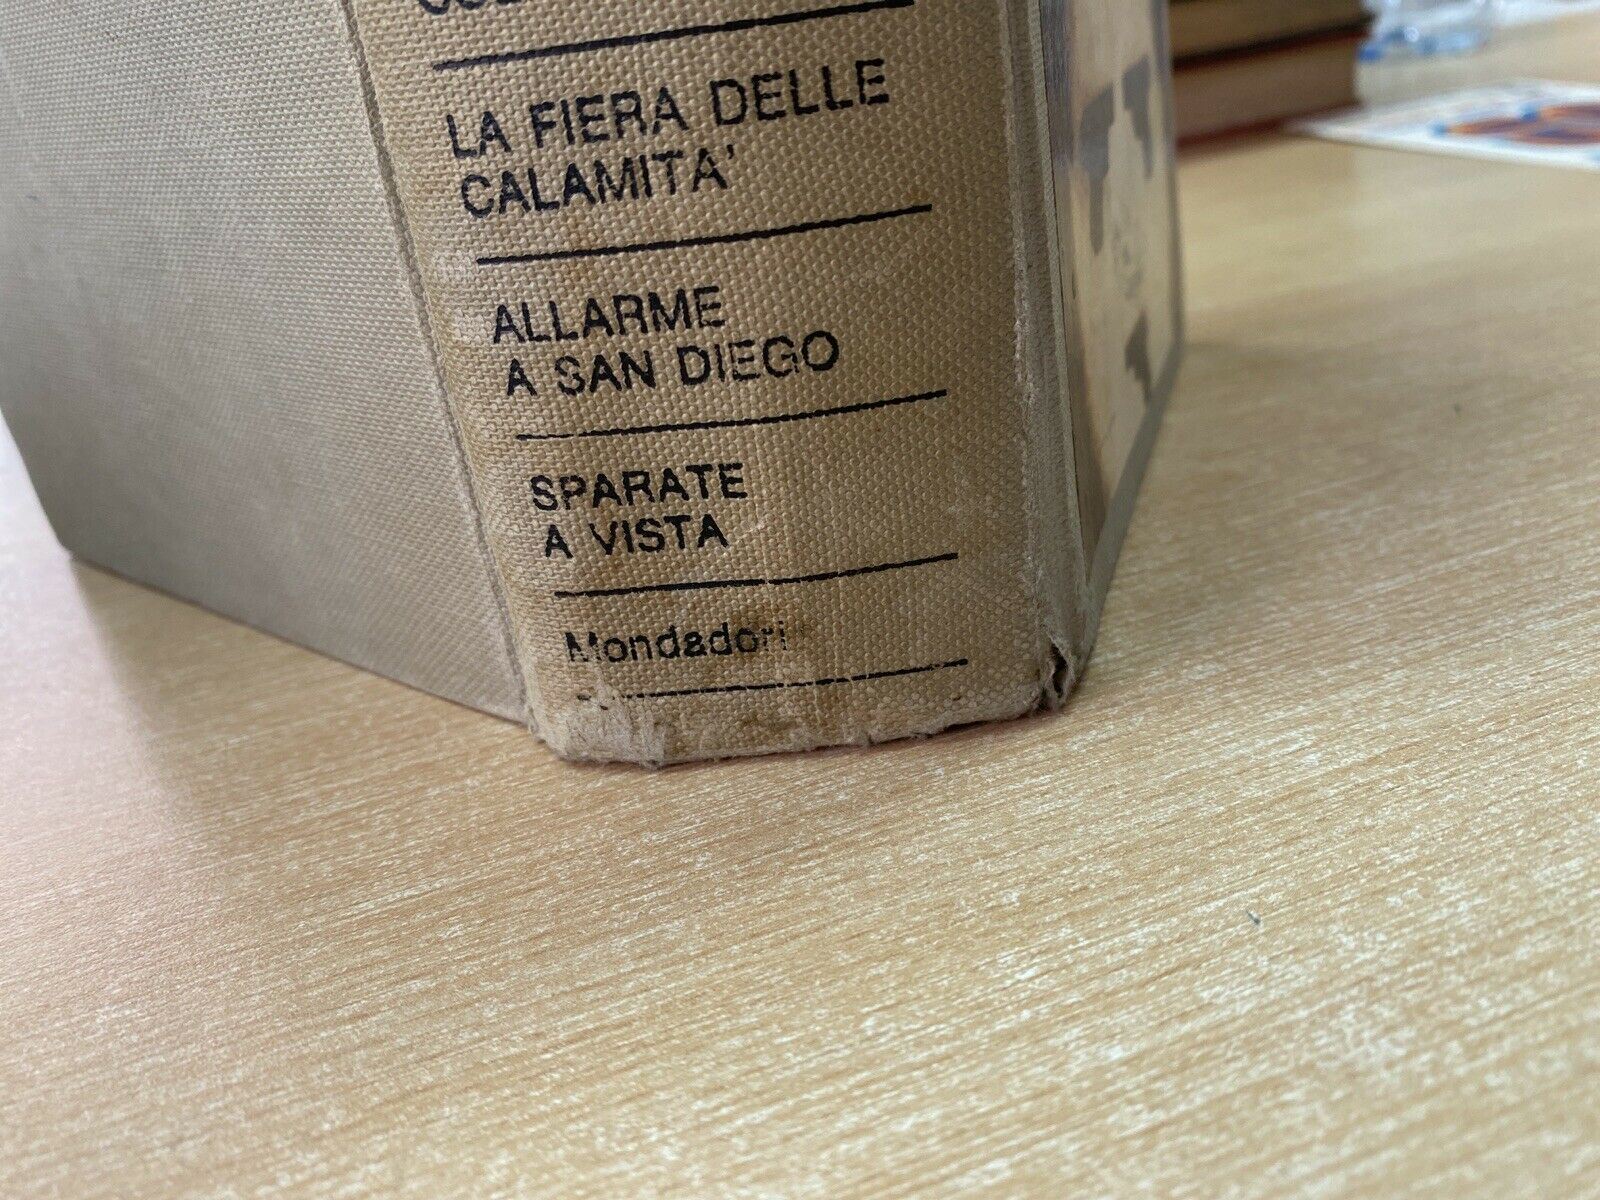 LA FIERA DELLE
CALAMITA'
ALLARME
A SAN DIEGO
SPARATE
A VISTA
Mondadori